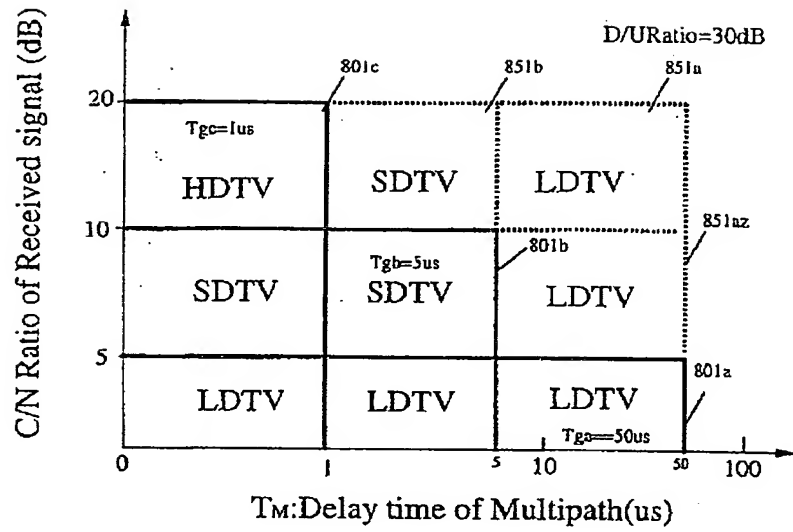 D/URatio=30dB
C/N Ratio of Received signal (dB)
801c
851b
851a
20
Tgc=1us
HDTV
SDTV
LDTV
10
851az
801b
Tgb=5us
SDTV
SDTV
LDTV
5
801a
LDTV
LDTV
LDTV
Tga==50us
0
1
5
10
50
100
TM:Delay time of Multipath(us)